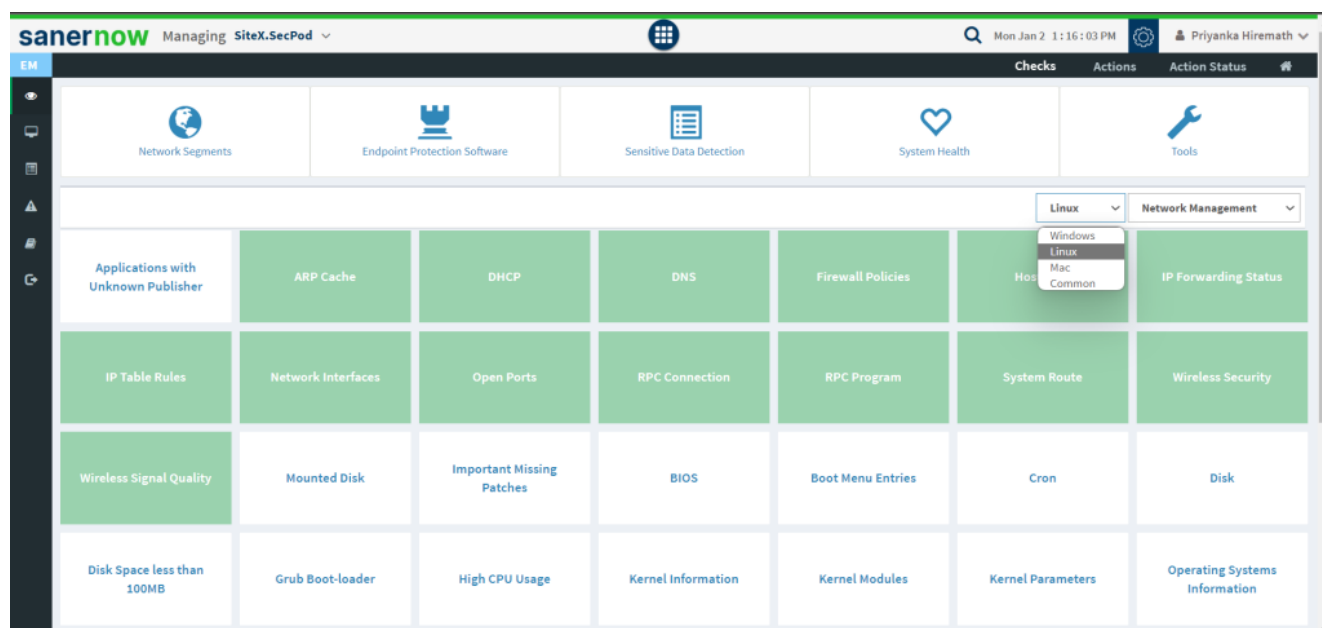 sanernow Managing SiteX.SecPod
Mon Jan 2 1:16:03 PM
Priyanka Hiremath
EM
Checks Actions Action Status
Network Segments
Endpoint Protection Software
Sensitive Data Detection
System Health
Tools
Linux
Network Management
Windows
Linux
Mac
Common
Applications with
Unknown Publisher
ARP Cache
DHCP
DNS
Firewall Policies
Hos
IP Forwarding Status
IP Table Rules
Network Interfaces
Open Ports
RPC Connection
RPC Program
System Route
Wireless Security
Wireless Signal Quality
Mounted Disk
Important Missing
Patches
BIOS
Boot Menu Entries
Cron
Disk
Disk Space less than
100MB
Grub Boot-loader
High CPU Usage
Kernel Information
Kernel Modules
Kernel Parameters
Operating Systems
Information